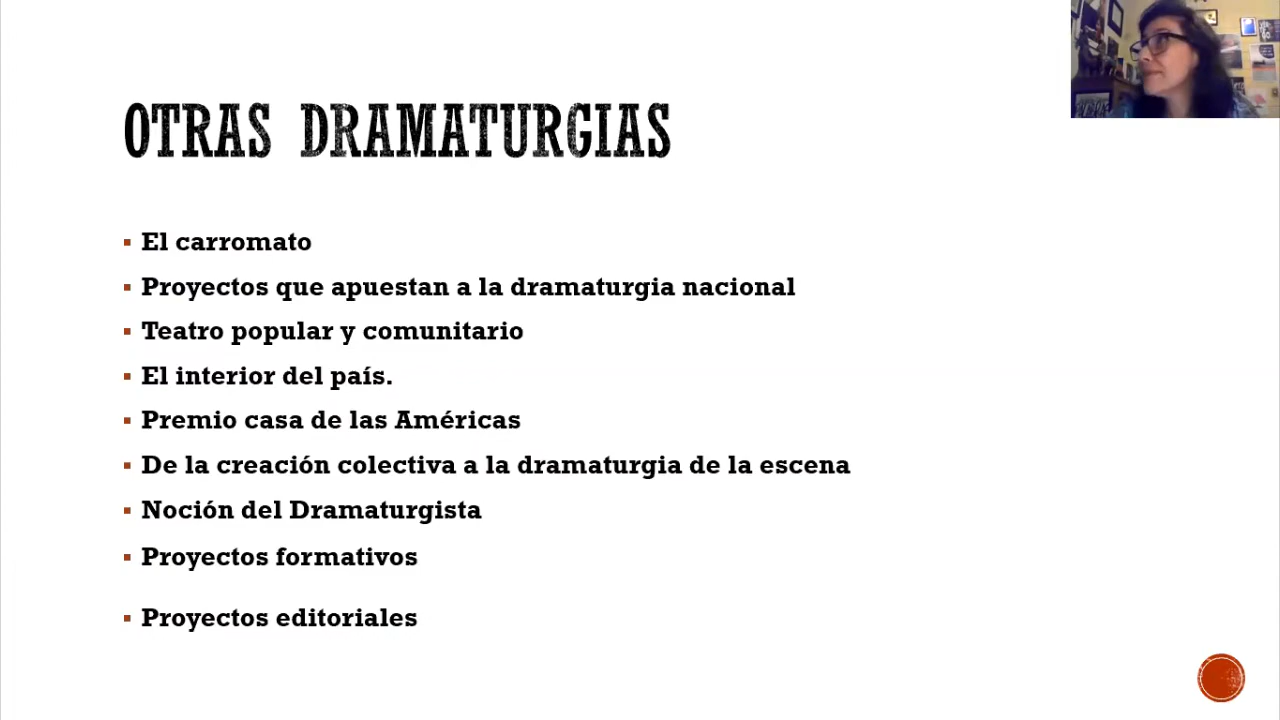 OTRAS DRAMATURGIAS
El carromato
Proyectos que apuestan a la dramaturgia nacional
Teatro popular y comunitario
El interior del país.
Premio casa de las Américas
De la creación colectiva a la dramaturgia de la escena
Noción del Dramaturgista
Proyectos formativos
Proyectos editoriales